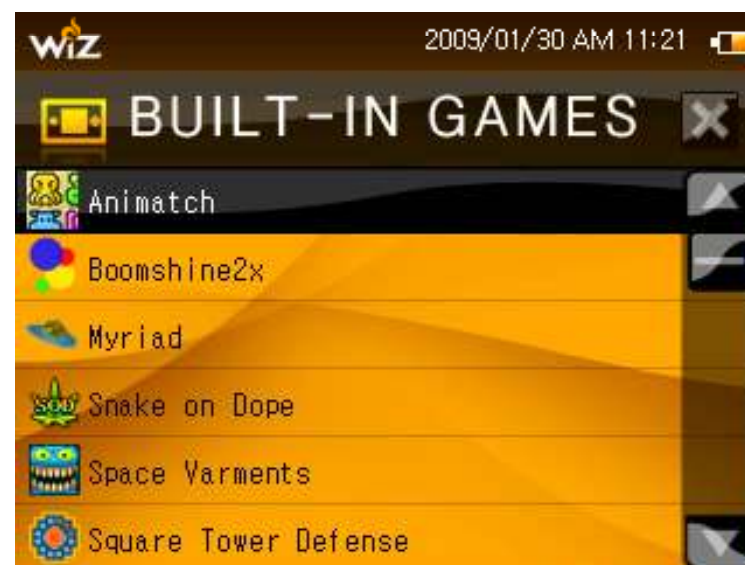 WiZ
2009/01/30 AM 11:21
BUILT-IN GAMES
Animatch
Boomshine2x
Myriad
SOD
Snake on Dope
Space Varments
Square Tower Defense